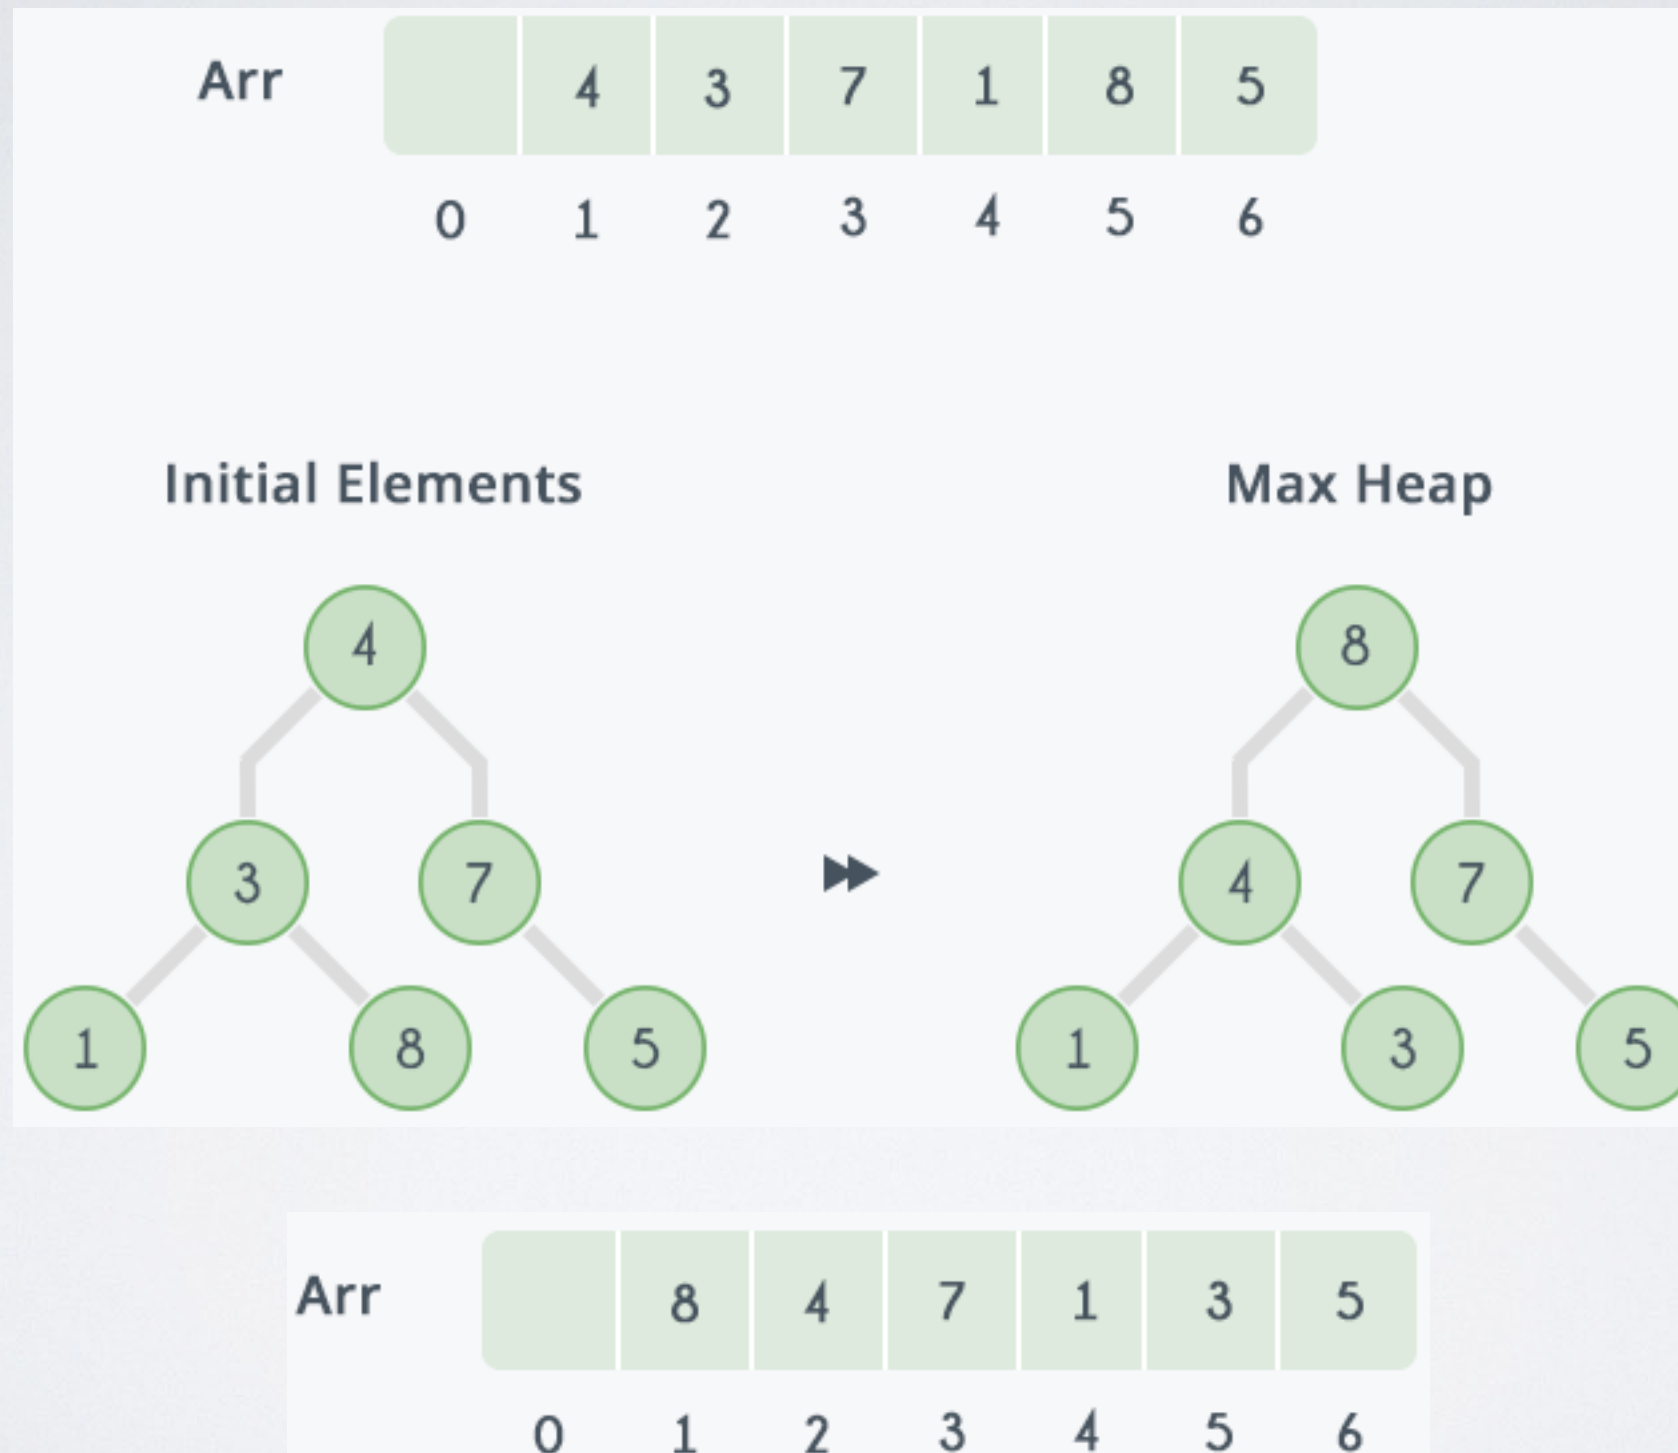 Arr 4 3 7 1 8 5
0 1 2 3 4 5 6
Initial Elements
Max Heap
4
3 7
1 8 5
8
4 7
1 3 5
Arr 8 4 7 1 3 5
0 1 2 3 4 5 6